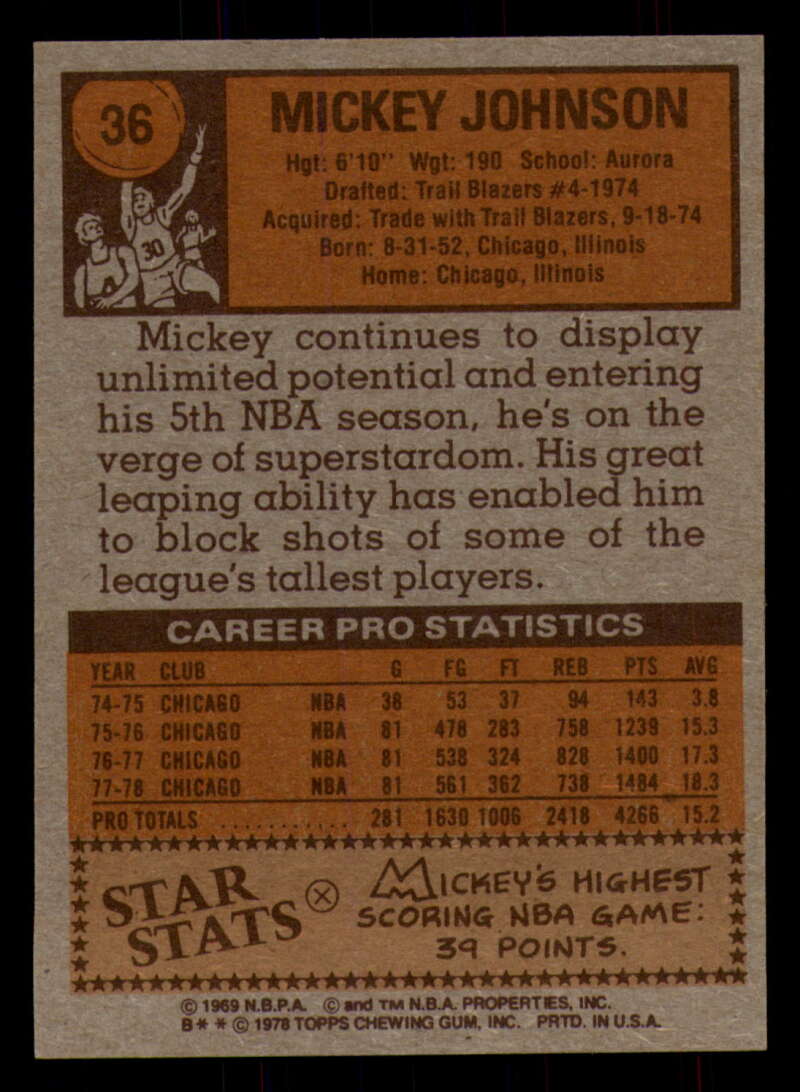 36
MICKEY JOHNSON
Hgt: 6'10" Wgt: 190 School: Aurora
Drafted: Trail Blazers #4-1974
Acquired: Trade with Trail Blazers, 9-18-74
Born: 8-31-52, Chicago, Illinois
Home: Chicago, Illinois
30
Mickey continues to display
unlimited potential and entering
his 5th NBA season, he's on the
verge of superstardom. His great
leaping ability has enabled him
to block shots of some of the
league's tallest players.
CAREER PRO STATISTICS
YEAR CLUB G FG FT REB PTS AVG
74-75 CHICAGO NBA 38 53 37 94 143 3.8
75-76 CHICAGO NBA 81 478 283 758 1239 15.3
76-77 CHICAGO NBA 81 538 324 828 1400 17.3
77-78 CHICAGO NBA 81 561 362 738 1484 18.3
PRO TOTALS ............ 281 1630 1006 2418 4266 15.2
STAR
STATS
MICKEY'S HIGHEST
SCORING NBA GAME:
39 POINTS.
© 1969 N.B.P.A. © and TM N.B.A. PROPERTIES, INC.
B* * © 1978 TOPPS CHEWING GUM, INC. PRTD. IN U.S.A.